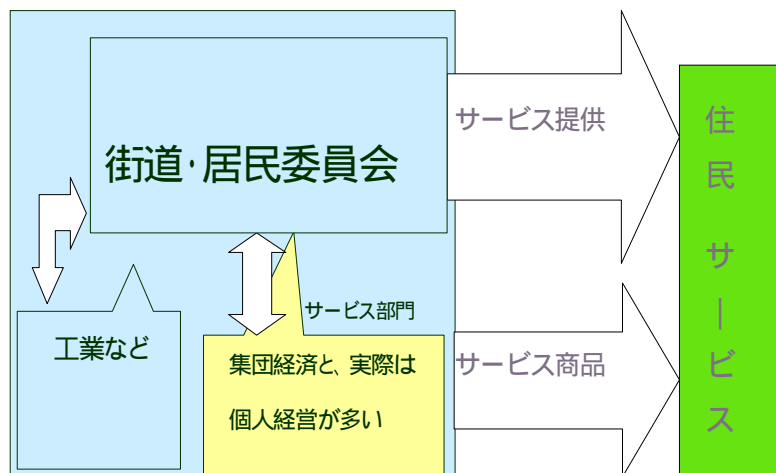 サービス提供
街道・居民委員会
サービス部門
工業など
集団経済と、実際は
個人経営が多い
サービス商品
住民 サービス